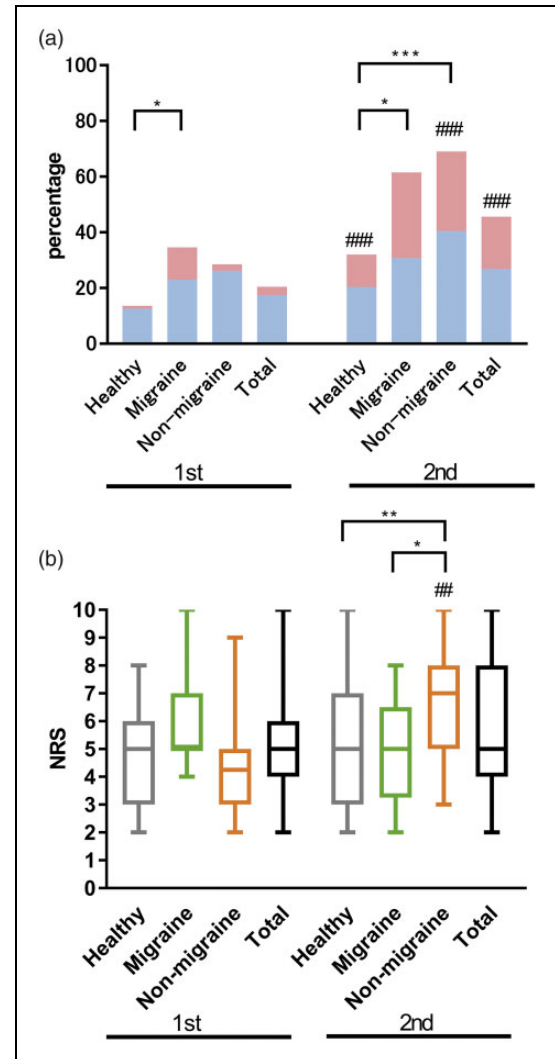 (a)
100
80
60
40
20
0
percentage
*
***
*
###
###
###
Healthy
Migraine
Non-migraine
Total
Healthy
Migraine
Non-migraine
Total
1st
2nd
(b)
**
*
##
10
9
8
7
6
5
4
3
2
1
0
NRS
Healthy
Migraine
Non-migraine
Total
Healthy
Migraine
Non-migraine
Total
1st
2nd